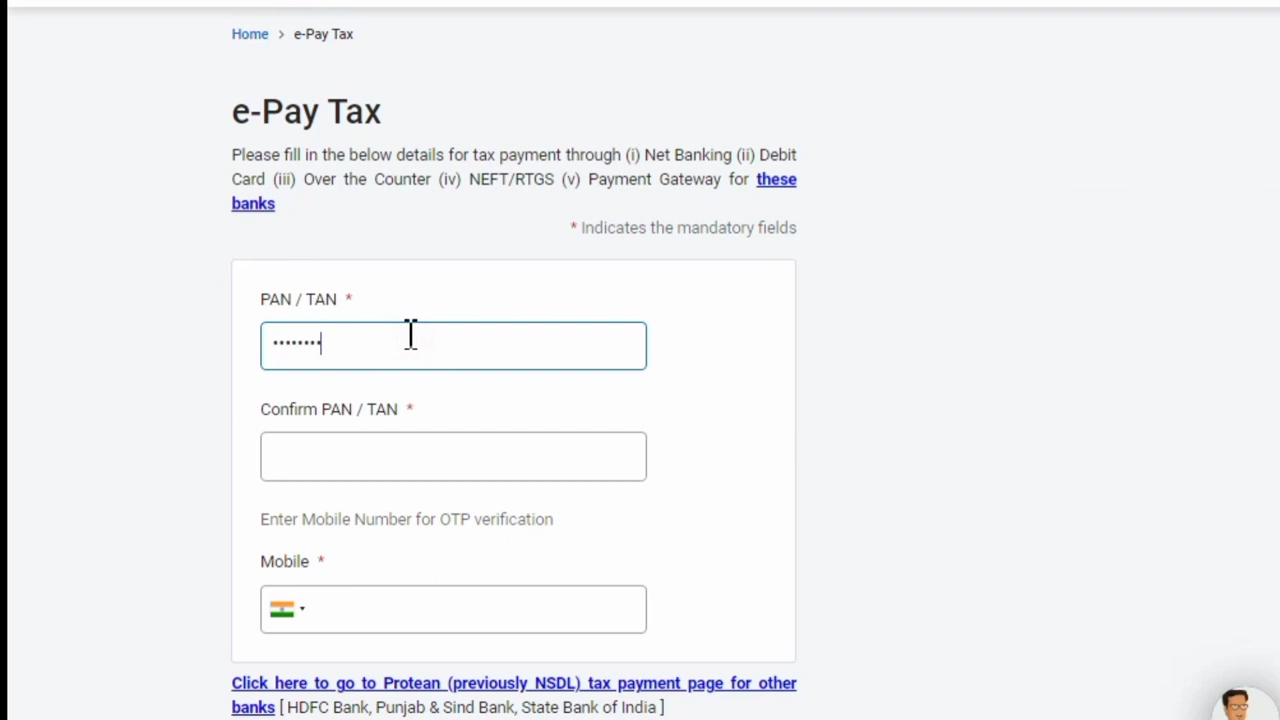 Home > e-Pay Tax
e-Pay Tax
Please fill in the below details for tax payment through (i) Net Banking (ii) Debit
Card (iii) Over the Counter (iv) NEFT/RTGS (v) Payment Gateway for these
banks
* Indicates the mandatory fields
PAN / TAN *
••••••••
Confirm PAN / TAN *
Enter Mobile Number for OTP verification
Mobile *
Click here to go to Protean (previously NSDL) tax payment page for other
banks [ HDFC Bank, Punjab & Sind Bank, State Bank of India ]